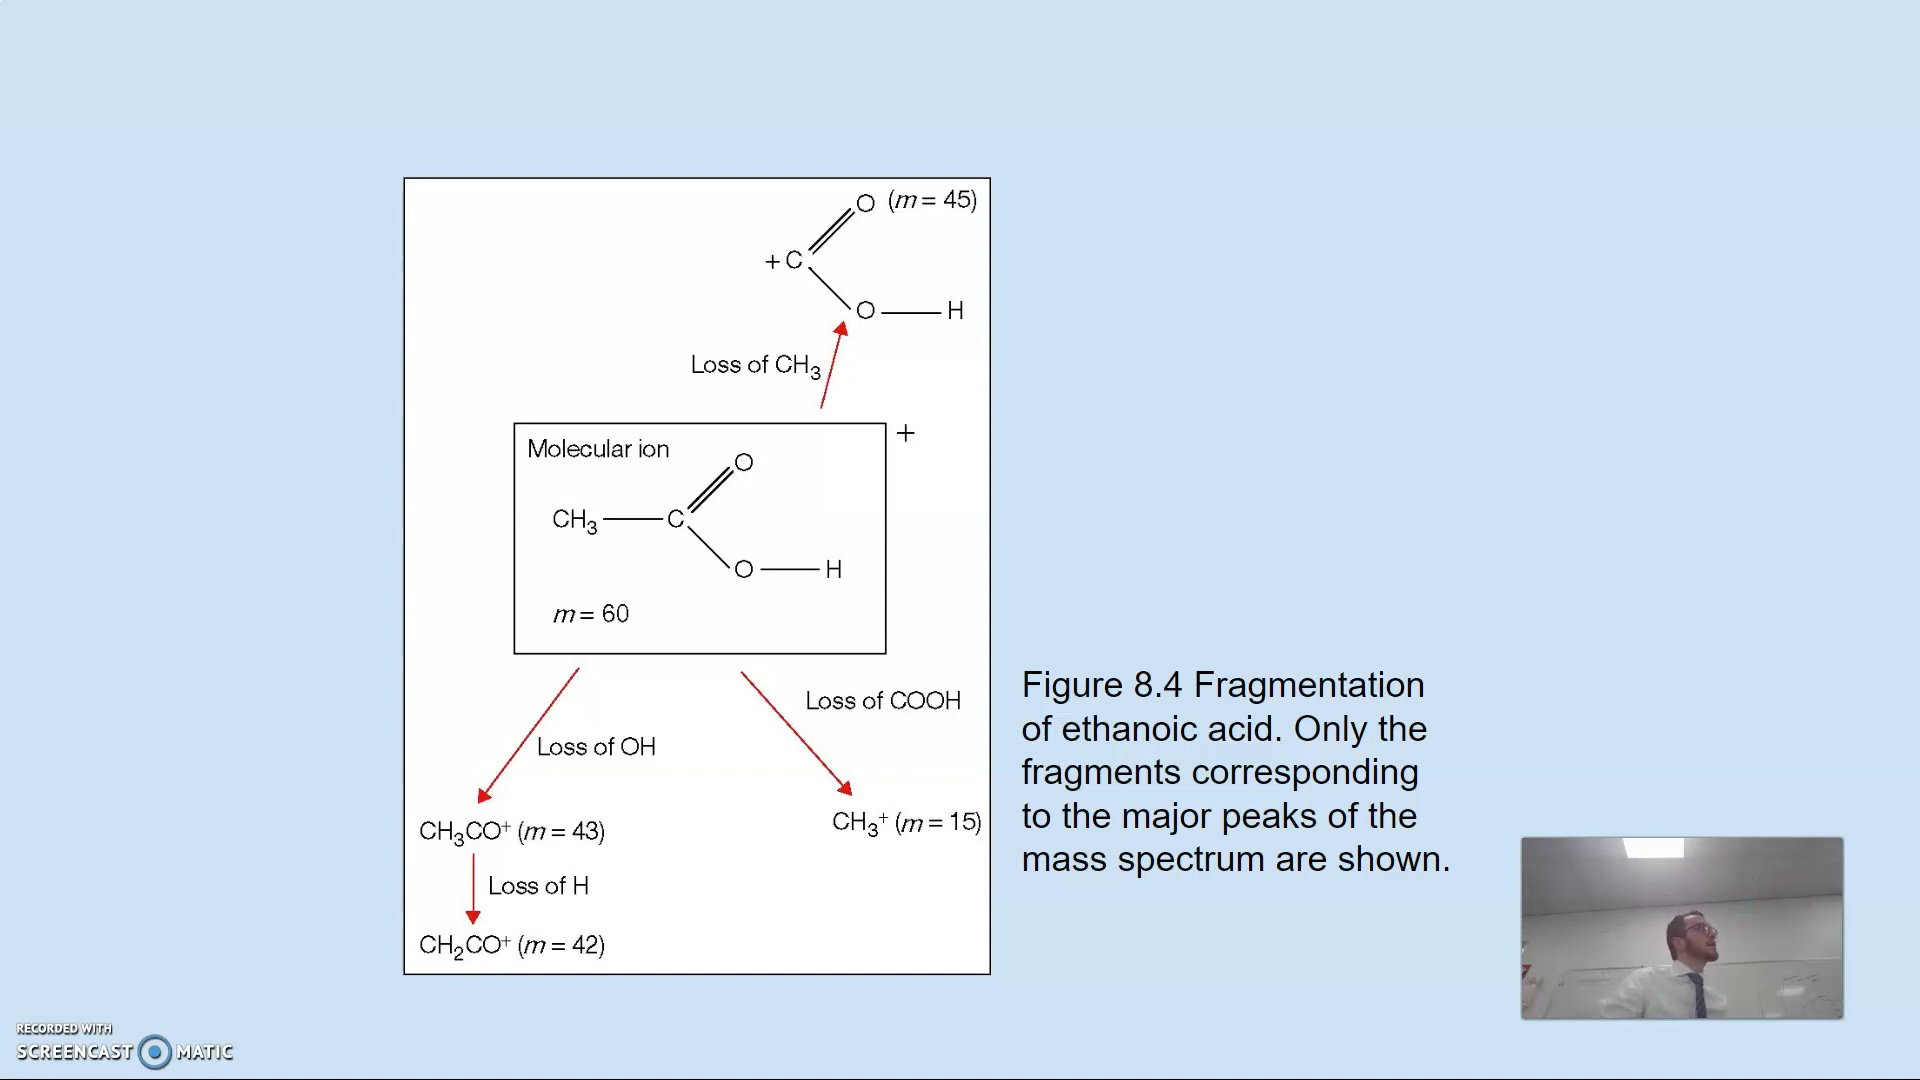 O (m = 45)
+ C
O H
Loss of CH₃
+
Molecular ion
O
CH₃ C
O H
m = 60
Loss of COOH
Loss of OH
CH₃⁺ (m = 15)
CH₃CO⁺ (m = 43)
Loss of H
CH₂CO⁺ (m = 42)
Figure 8.4 Fragmentation
of ethanoic acid. Only the
fragments corresponding
to the major peaks of the
mass spectrum are shown.
RECORDED WITH
SCREENCAST MATIC